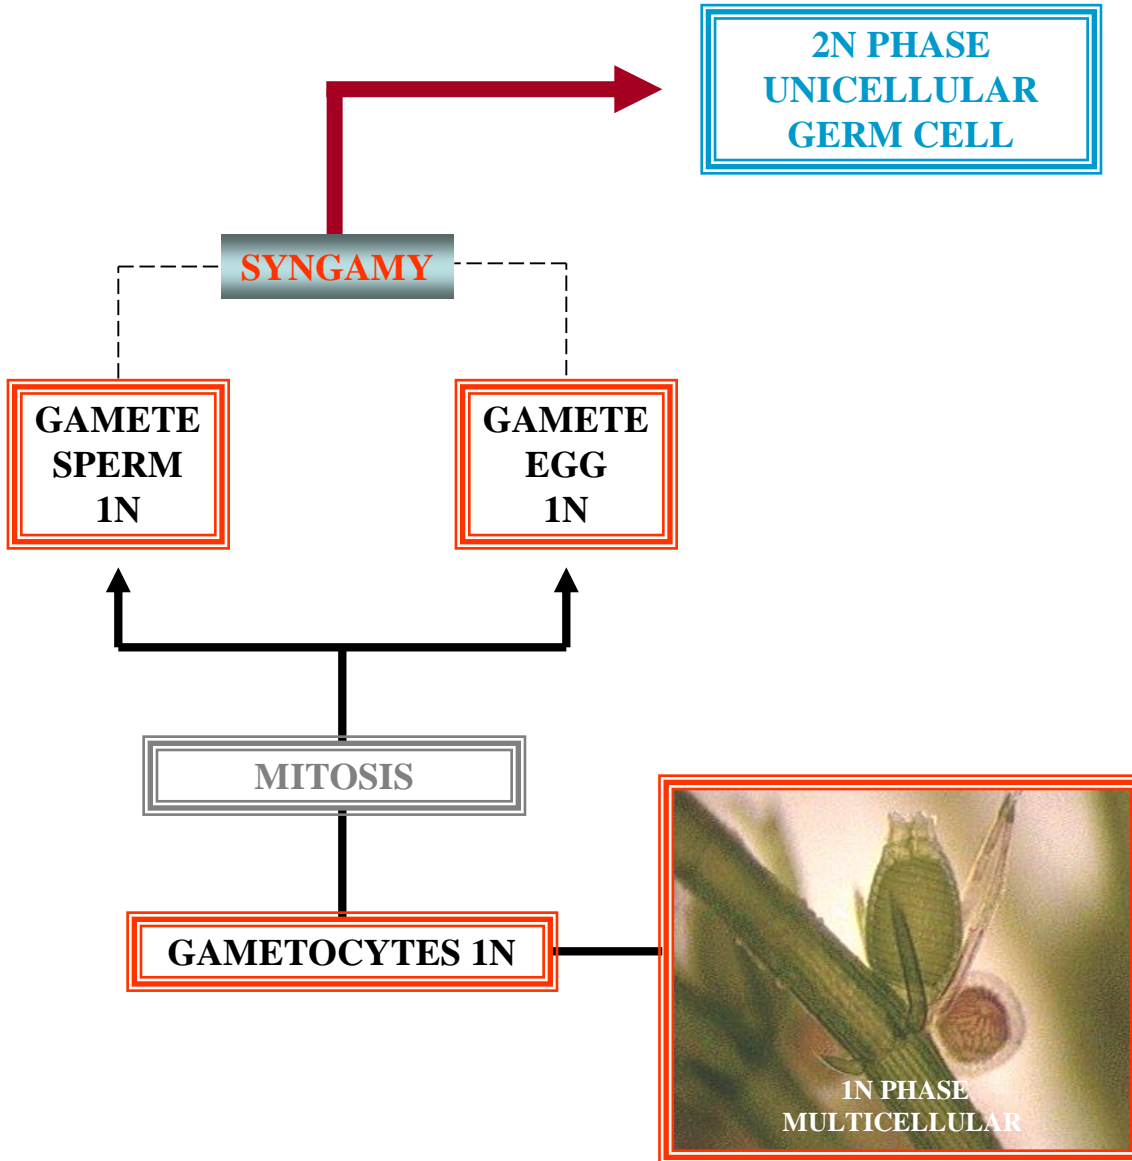 2N PHASE
UNICELLULAR
GERM CELL
SYNGAMY
GAMETE
SPERM
1N
GAMETE
EGG
1N
MITOSIS
GAMETOCYTES 1N
1N PHASE
MULTICELLULAR